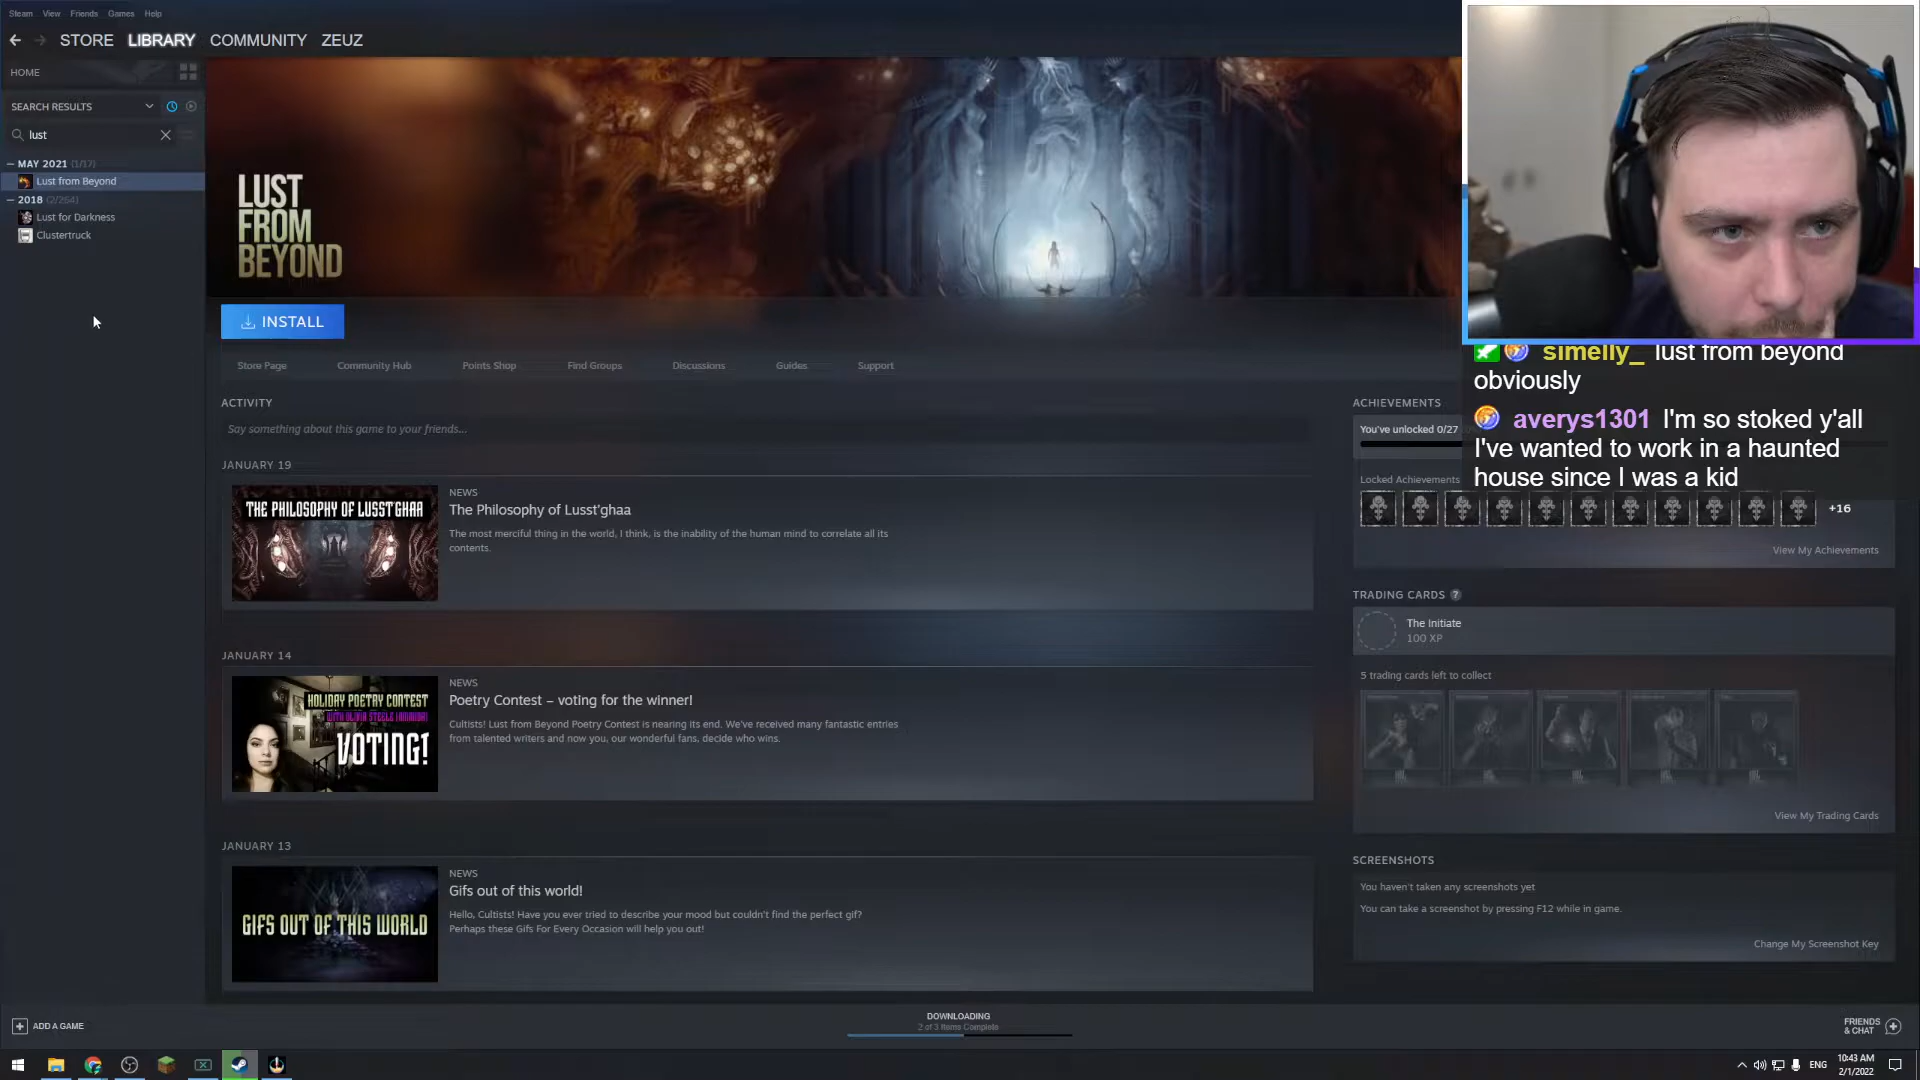 Steam View Friends Games Help
STORE LIBRARY COMMUNITY ZEUZ
HOME
SEARCH RESULTS
lust
MAY 2021 (1/17)
Lust from Beyond
2018 (2/264)
Lust for Darkness
Clustertruck
LUST
FROM
BEYOND
INSTALL
Store Page Community Hub Points Shop Find Groups Discussions Guides Support
ACTIVITY
Say something about this game to your friends...
JANUARY 19
THE PHILOSOPHY OF LUSST'GHAA
NEWS
The Philosophy of Lusst'ghaa
The most merciful thing in the world, I think, is the inability of the human mind to correlate all its
contents.
JANUARY 14
HOLIDAY POETRY CONTEST
VOTING!
NEWS
Poetry Contest – voting for the winner!
Cultists! Lust from Beyond Poetry Contest is nearing its end. We've received many fantastic entries
from talented writers and now you, our wonderful fans, decide who wins.
JANUARY 13
GIFS OUT OF THIS WORLD
NEWS
Gifs out of this world!
Hello, Cultists! Have you ever tried to describe your mood but couldn't find the perfect gif?
Perhaps these Gifs For Every Occasion will help you out!
simelly_ lust from beyond
obviously
averys1301 I'm so stoked y'all
I've wanted to work in a haunted
house since I was a kid
ACHIEVEMENTS
You've unlocked 0/27
Locked Achievements
+16
View My Achievements
TRADING CARDS ?
The Initiate
100 XP
5 trading cards left to collect
View My Trading Cards
SCREENSHOTS
You haven't taken any screenshots yet
You can take a screenshot by pressing F12 while in game.
Change My Screenshot Key
ADD A GAME
DOWNLOADING
2 of 3 Items Complete
FRIENDS
& CHAT
ENG
10:43 AM
2/1/2022